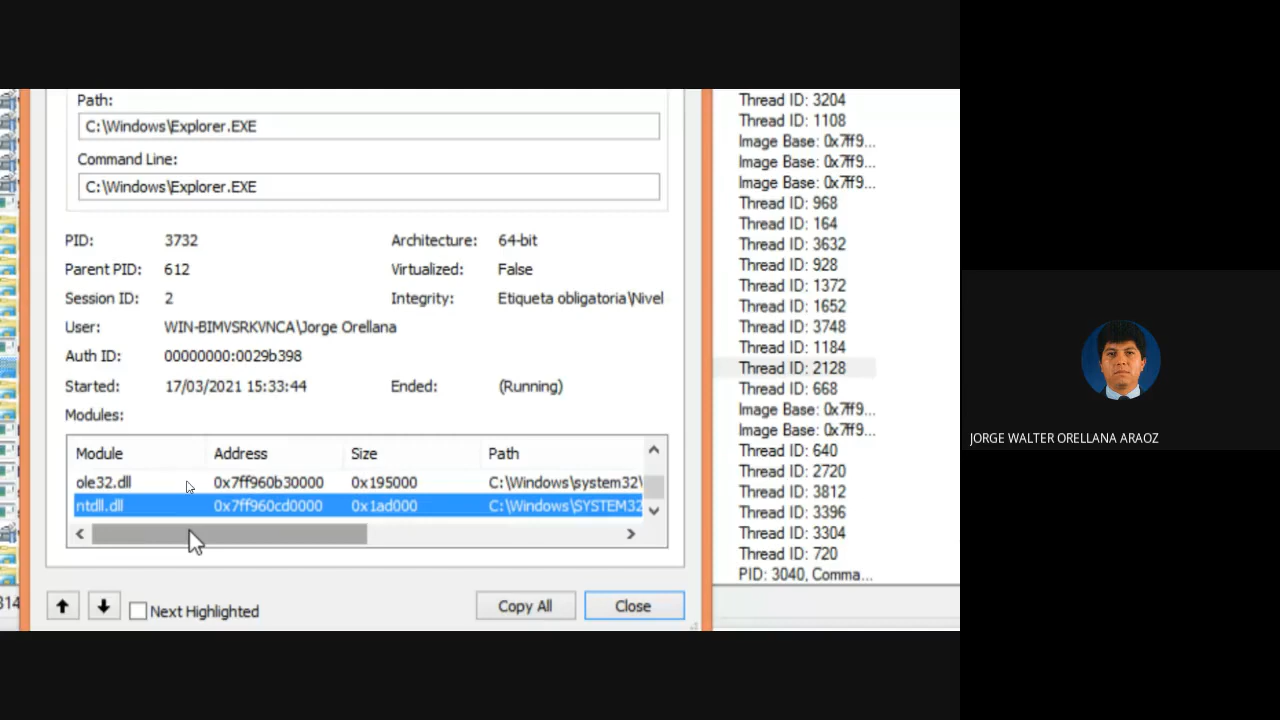 Path:
C:\Windows\Explorer.EXE
Command Line:
C:\Windows\Explorer.EXE
PID: 3732 Architecture: 64-bit
Parent PID: 612 Virtualized: False
Session ID: 2 Integrity: Etiqueta obligatoria\Nivel
User: WIN-BIMVSRKVNCA\Jorge Orellana
Auth ID: 00000000:0029b398
Started: 17/03/2021 15:33:44 Ended: (Running)
Modules:
Module Address Size Path
ole32.dll 0x7ff960b30000 0x195000 C:\Windows\system32\
ntdll.dll 0x7ff960cd0000 0x1ad000 C:\Windows\SYSTEM32
Next Highlighted Copy All Close
314
Thread ID: 3204
Thread ID: 1108
Image Base: 0x7ff9...
Image Base: 0x7ff9...
Image Base: 0x7ff9...
Thread ID: 968
Thread ID: 164
Thread ID: 3632
Thread ID: 928
Thread ID: 1372
Thread ID: 1652
Thread ID: 3748
Thread ID: 1184
Thread ID: 2128
Thread ID: 668
Image Base: 0x7ff9...
Image Base: 0x7ff9...
Thread ID: 640
Thread ID: 2720
Thread ID: 3812
Thread ID: 3396
Thread ID: 3304
Thread ID: 720
PID: 3040, Comma...
JORGE WALTER ORELLANA ARAOZ